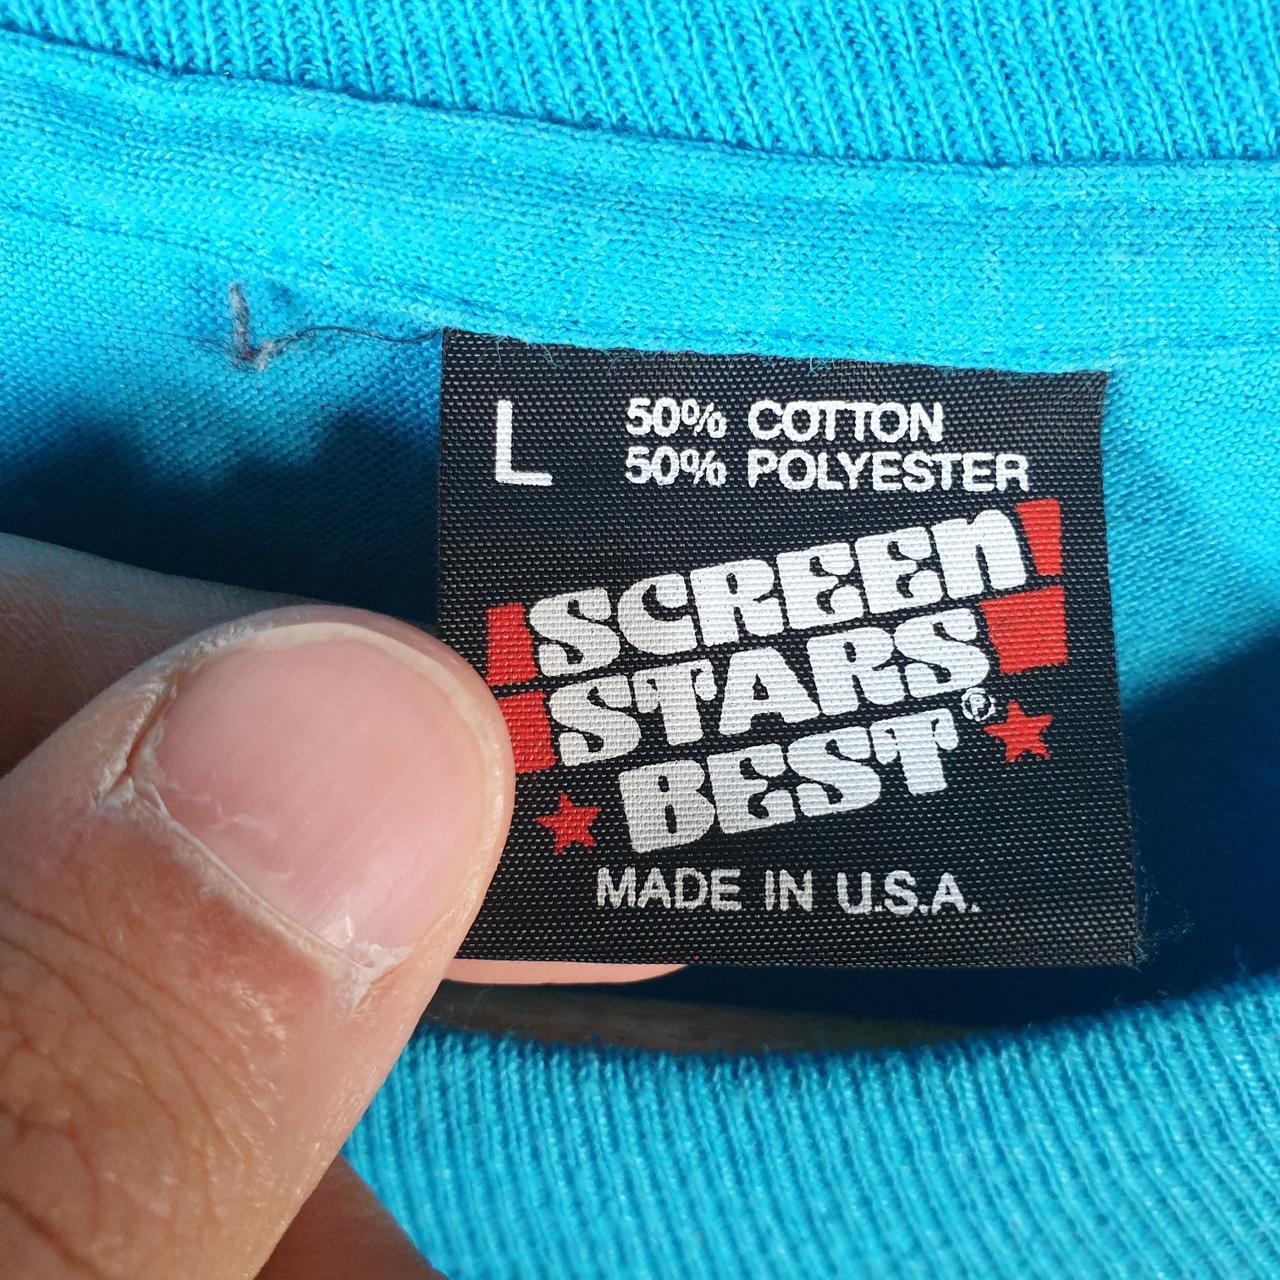 L 50% COTTON
50% POLYESTER
SCREEN
STARS
BEST®
MADE IN U.S.A.